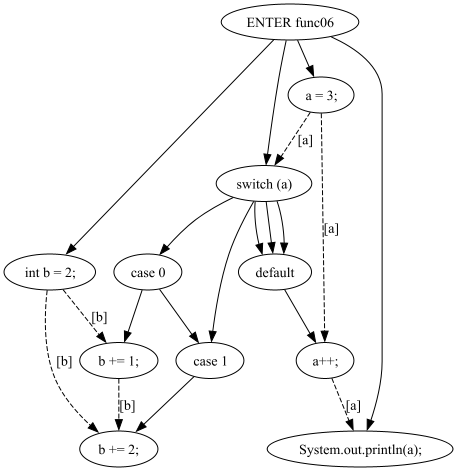 ENTER func06
a = 3;
[a]
switch (a)
[a]
int b = 2;
case 0
default
[b]
[b]
b += 1;
case 1
a++;
[b]
[a]
b += 2;
System.out.println(a);